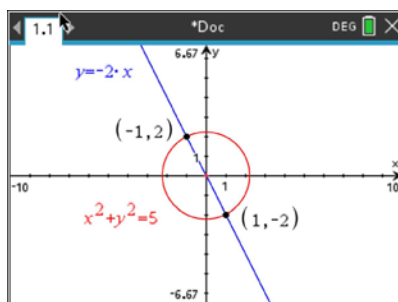 1.1 *Doc DEG
6.67 y
y=-2·x
(-1,2)
1
x
-10 1 10
x²+y²=5
(1,-2)
-6.67